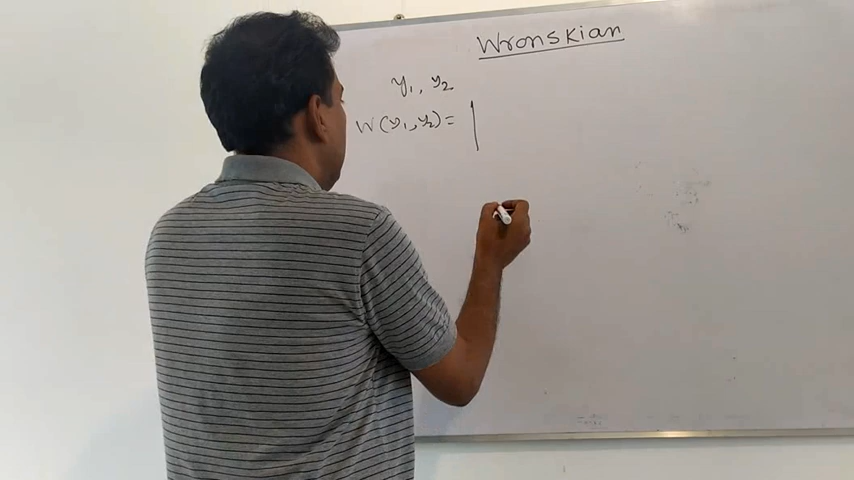 Wronskian
y₁, y₂
W(y₁, y₂) = |